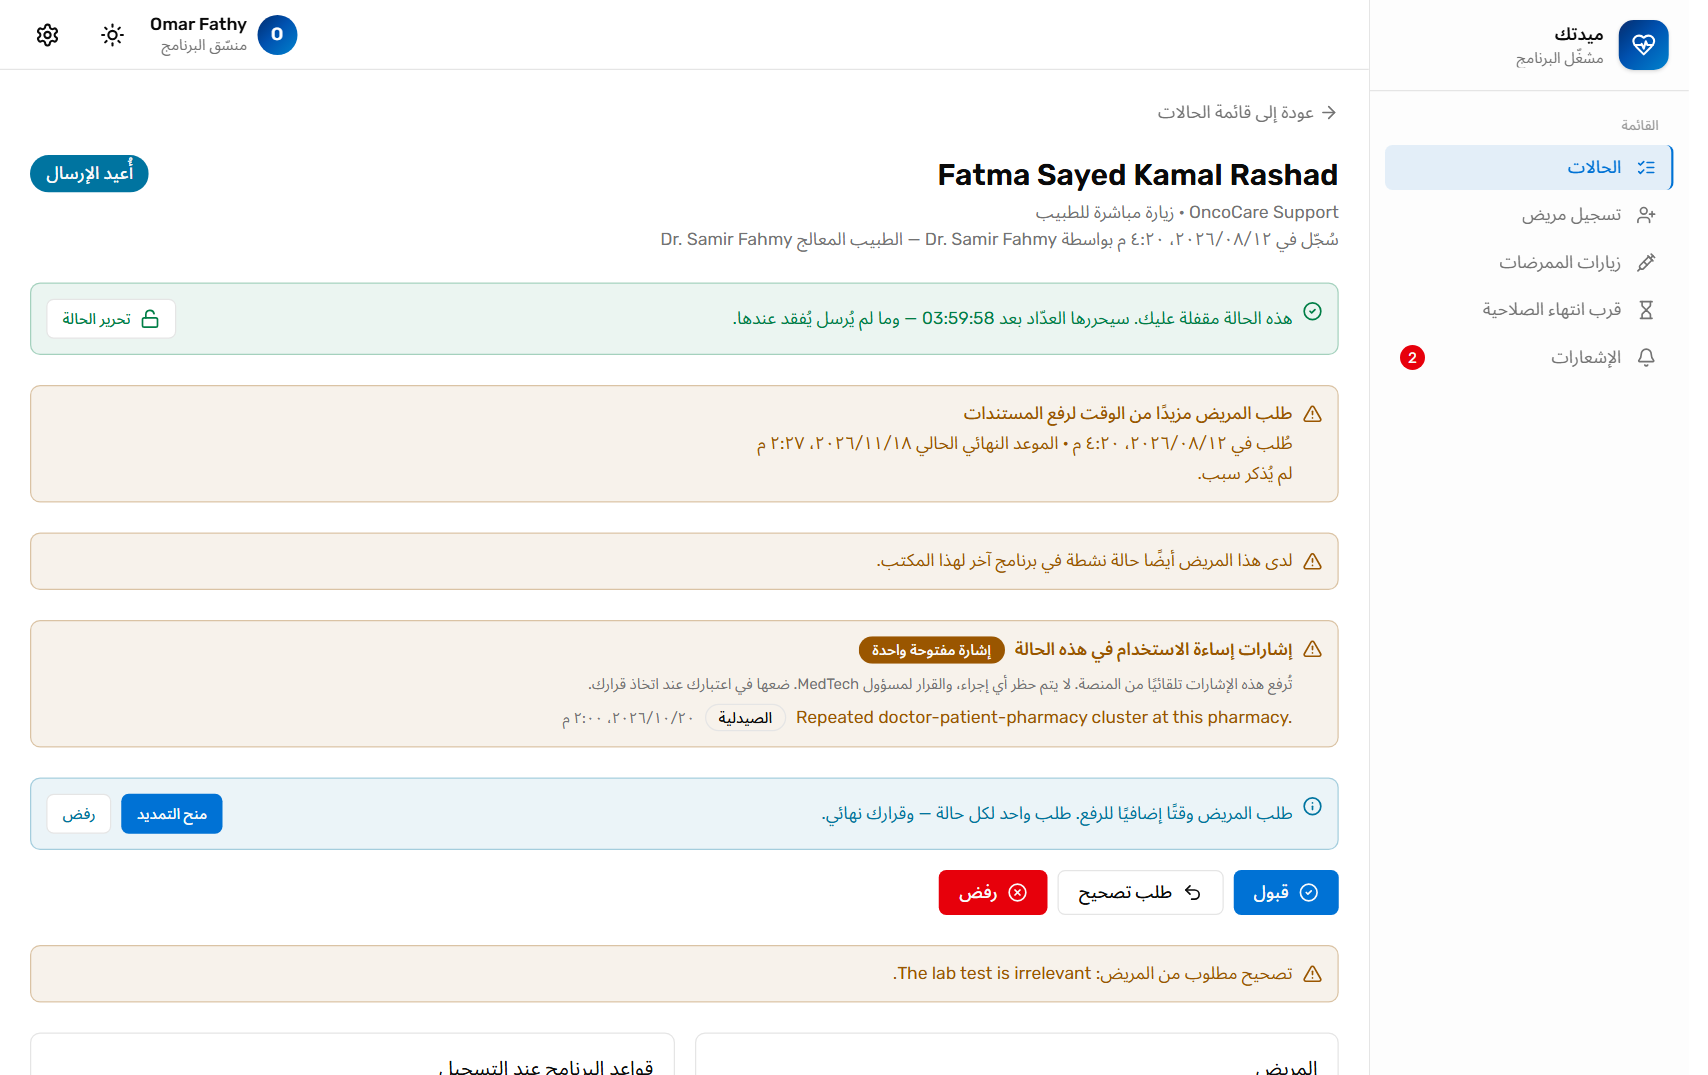 ميدتك
مشغّل البرنامج
القائمة
الحالات
تسجيل مريض
زيارات الممرضات
قرب انتهاء الصلاحية
الإشعارات
2
O
Omar Fathy
منسّق البرنامج
عودة إلى قائمة الحالات
Fatma Sayed Kamal Rashad
أُعيد الإرسال
OncoCare Support • زيارة مباشرة للطبيب
سُجّل في ٢٠٢٦/٠٨/١٢، ٤:٢٠ م بواسطة Dr. Samir Fahmy – الطبيب المعالج Dr. Samir Fahmy
هذه الحالة مقفلة عليك. سيحررها العدّاد بعد 03:59:58 – وما لم يُرسل يُفقد عندها.
تحرير الحالة
طلب المريض مزيدًا من الوقت لرفع المستندات
طُلب في ٢٠٢٦/٠٨/١٢، ٤:٢٠ م • الموعد النهائي الحالي ٢٠٢٦/١١/١٨، ٢:٢٧ م
لم يُذكر سبب.
لدى هذا المريض أيضًا حالة نشطة في برنامج آخر لهذا المكتب.
إشارات إساءة الاستخدام في هذه الحالة
إشارة مفتوحة واحدة
تُرفع هذه الإشارات تلقائيًا من المنصة. لا يتم حظر أي إجراء، والقرار لمسؤول MedTech. ضعها في اعتبارك عند اتخاذ قرارك.
Repeated doctor-patient-pharmacy cluster at this pharmacy.
الصيدلية
٢٠٢٦/١٠/٢٠، ٢:٠٠ م
طلب المريض وقتًا إضافيًا للرفع. طلب واحد لكل حالة – وقرارك نهائي.
منح التمديد
رفض
قبول
طلب تصحيح
رفض
تصحيح مطلوب من المريض: The lab test is irrelevant.
المريض
قواعد البرنامج عند التسجيل